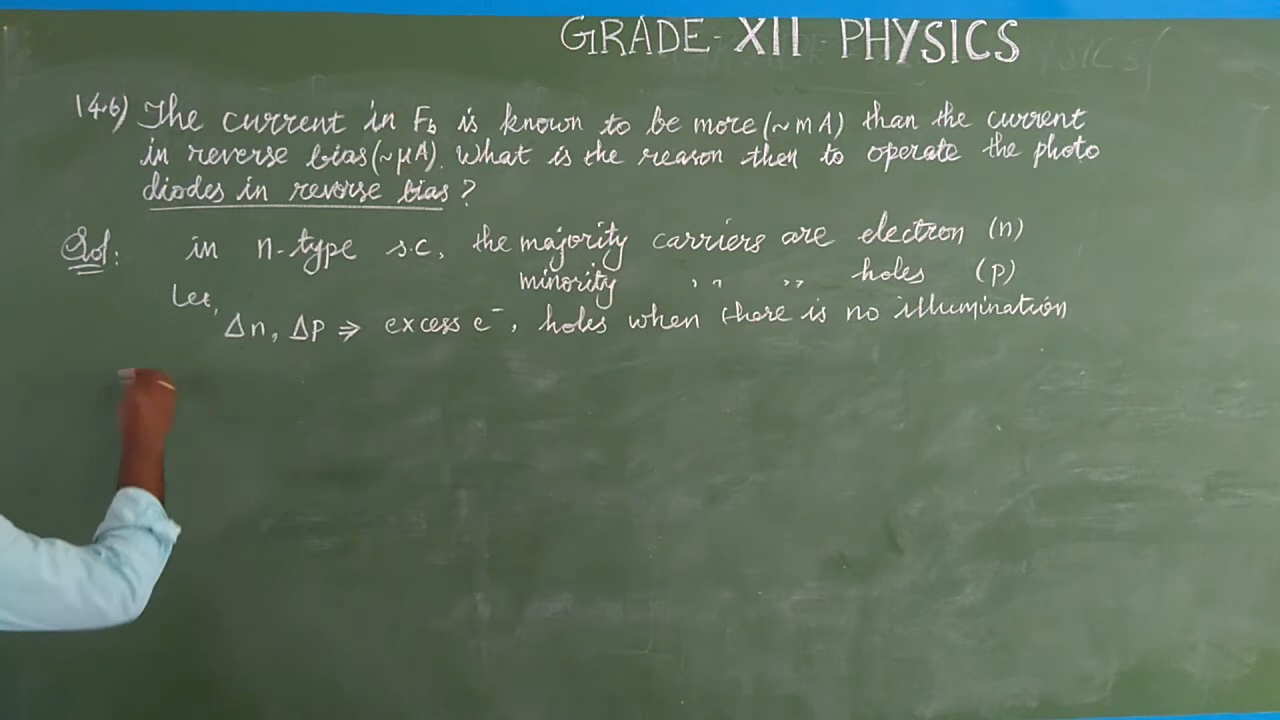 GRADE-XII-PHYSICS
14.6) The current in Fb is known to be more (~mA) than the current
in reverse bias (~μA). What is the reason then to operate the photo
diodes in reverse bias?
Sol: in n-type s.c, the majority carriers are electron (n)
minority ,, ,, holes (p)
Let,
Δn, Δp ⇒ excess e⁻, holes when there is no illumination